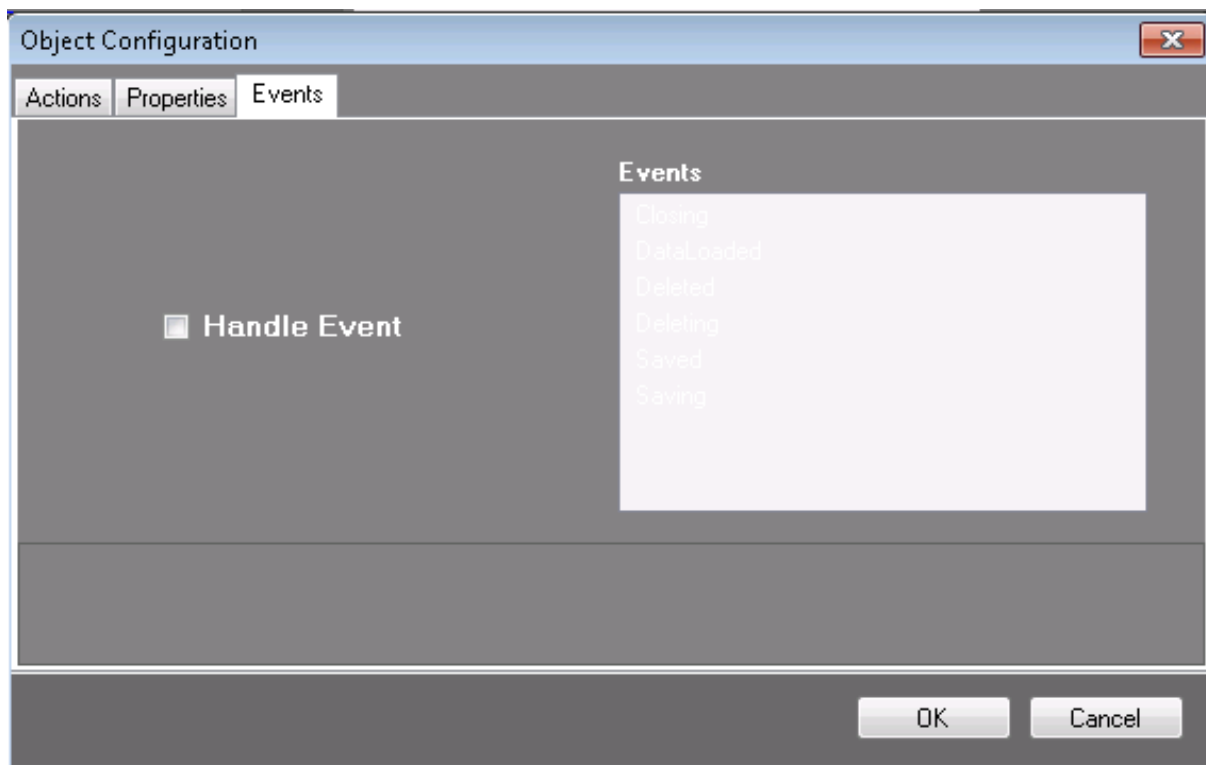 Object Configuration
Actions Properties Events
Events
Closing
DataLoaded
Deleted
Deleting
Saved
Saving
Handle Event
OK Cancel